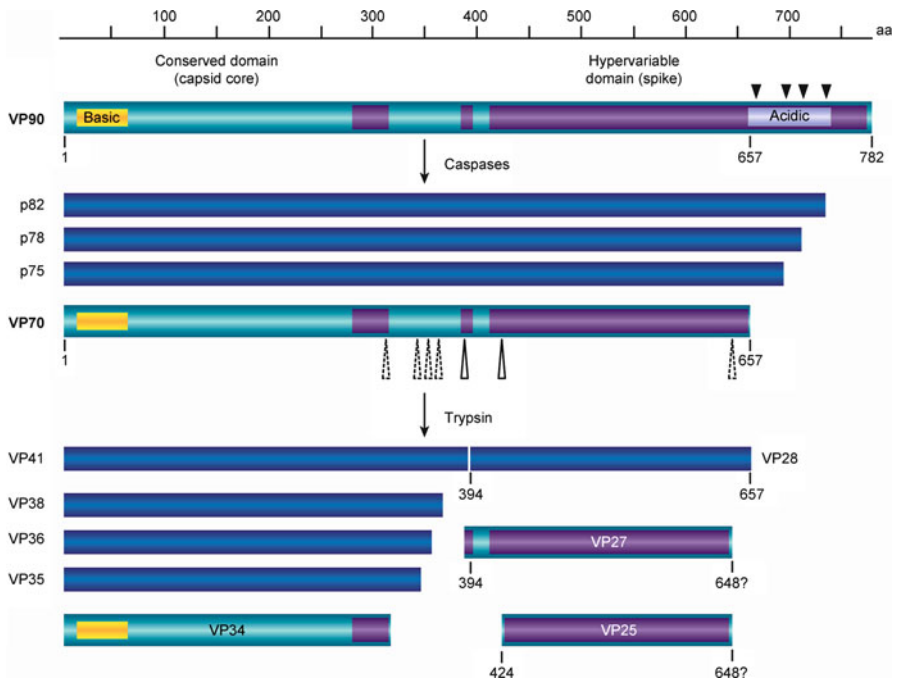 100 200 300 400 500 600 700 aa
Conserved domain
(capsid core)
Hypervariable
domain (spike)
VP90 Basic Acidic
1 657 782
Caspases
p82
p78
p75
VP70
1 657
Trypsin
VP41 VP28
394 657
VP38
VP36 VP27
394 648?
VP35
VP34 VP25
424 648?